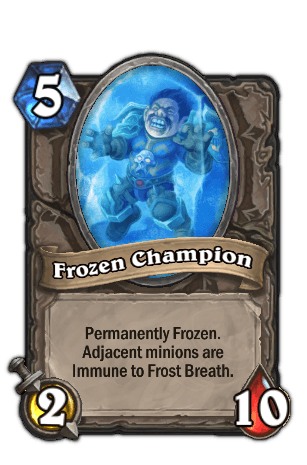 5
Frozen Champion
Permanently Frozen.
Adjacent minions are
Immune to Frost Breath.
2
10